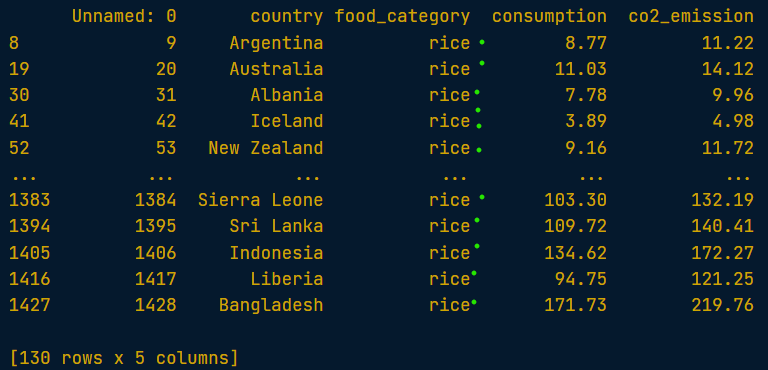 Unnamed: 0 country food_category consumption co2_emission
8 9 Argentina rice 8.77 11.22
19 20 Australia rice 11.03 14.12
30 31 Albania rice 7.78 9.96
41 42 Iceland rice 3.89 4.98
52 53 New Zealand rice 9.16 11.72
... ... ... ... ... ...
1383 1384 Sierra Leone rice 103.30 132.19
1394 1395 Sri Lanka rice 109.72 140.41
1405 1406 Indonesia rice 134.62 172.27
1416 1417 Liberia rice 94.75 121.25
1427 1428 Bangladesh rice 171.73 219.76
[130 rows x 5 columns]